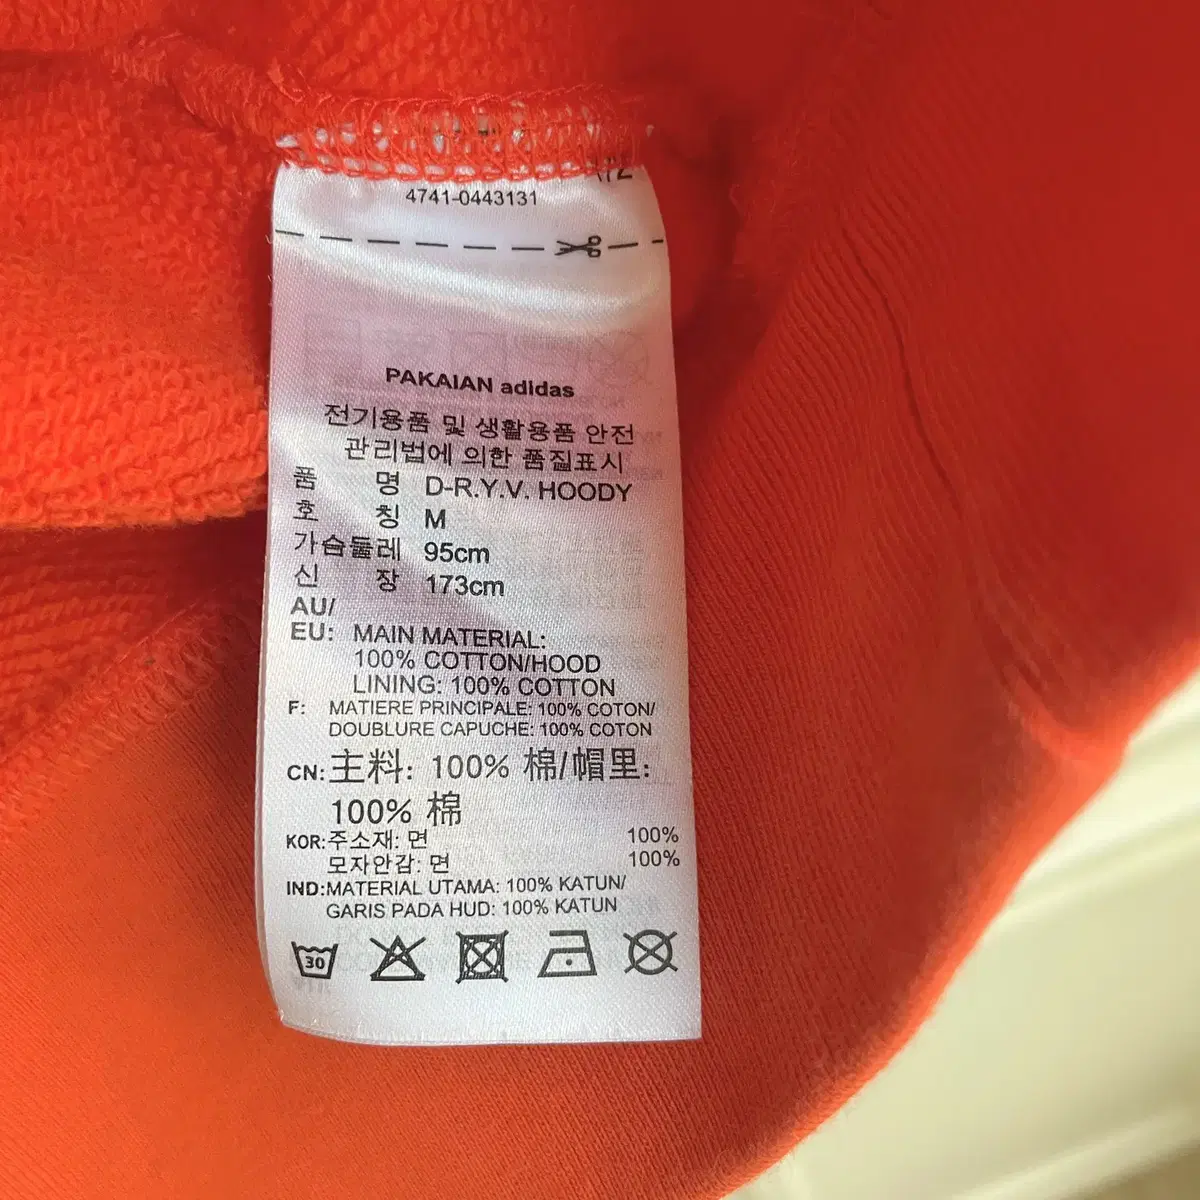 4741-0443131
PAKAIAN adidas
전기용품 및 생활용품 안전
관리법에 의한 품질표시
품 명 D-R.Y.V. HOODY
호 칭 M
가슴둘레 95cm
신 장 173cm
AU/
EU: MAIN MATERIAL:
100% COTTON/HOOD
LINING: 100% COTTON
F: MATIERE PRINCIPALE: 100% COTON/
DOUBLURE CAPUCHE: 100% COTON
CN: 主料: 100% 棉/帽里:
100% 棉
KOR: 주소재: 면 100%
모자안감: 면 100%
IND: MATERIAL UTAMA: 100% KATUN/
GARIS PADA HUD: 100% KATUN
30